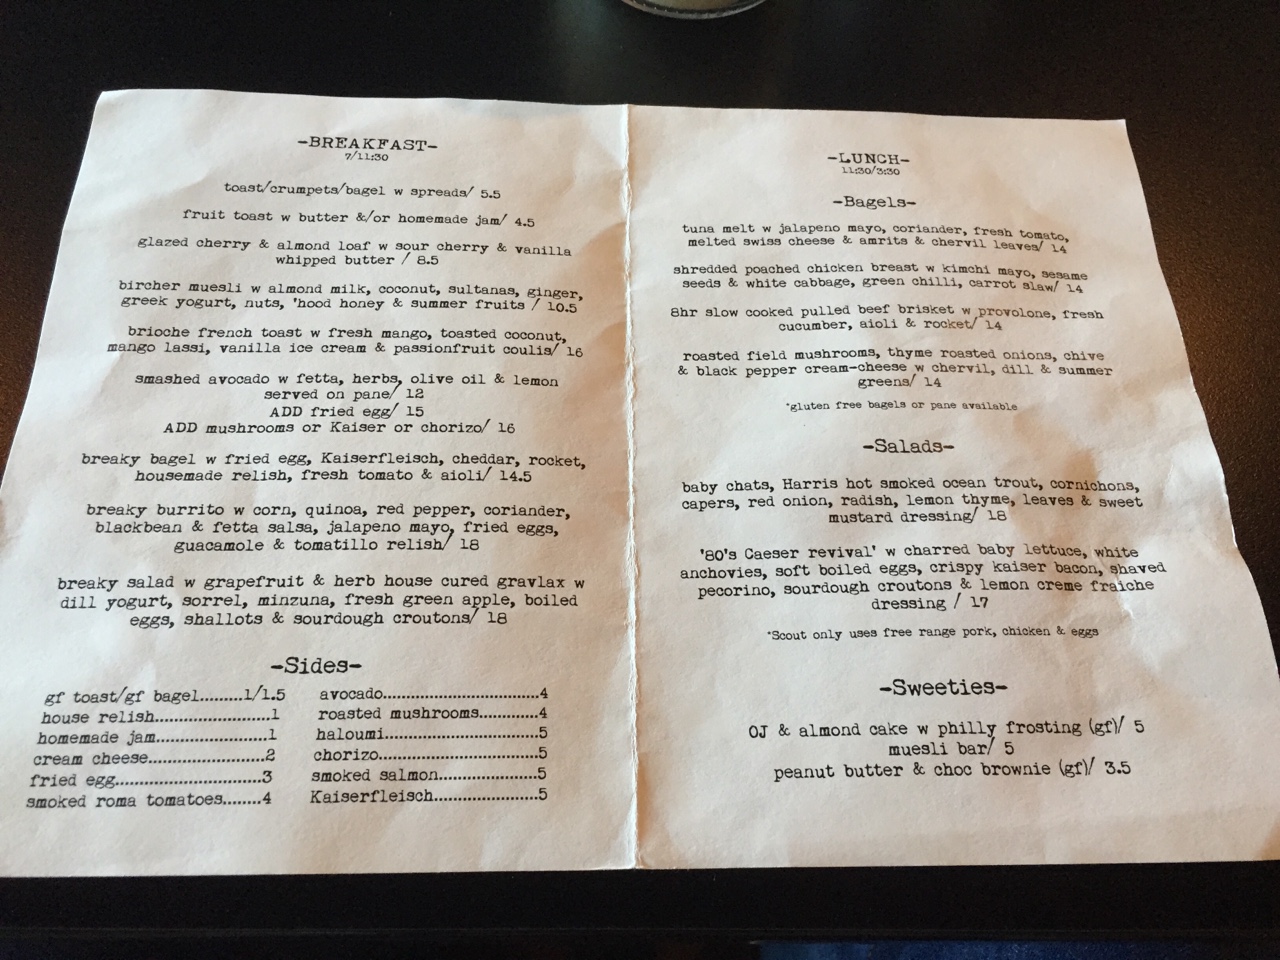 -BREAKFAST-
7/11:30
toast/crumpets/bagel w spreads/ 5.5
fruit toast w butter &/or homemade jam/ 4.5
glazed cherry & almond loaf w sour cherry & vanilla
whipped butter / 8.5
bircher muesli w almond milk, coconut, sultanas, ginger,
greek yogurt, nuts, 'hood honey & summer fruits / 10.5
brioche french toast w fresh mango, toasted coconut,
mango lassi, vanilla ice cream & passionfruit coulis/ 16
smashed avocado w fetta, herbs, olive oil & lemon
served on pane/ 12
ADD fried egg/ 15
ADD mushrooms or Kaiser or chorizo/ 16
breaky bagel w fried egg, Kaiserfleisch, cheddar, rocket,
housemade relish, fresh tomato & aioli/ 14.5
breaky burrito w corn, quinoa, red pepper, coriander,
blackbean & fetta salsa, jalapeno mayo, fried eggs,
guacamole & tomatillo relish/ 18
breaky salad w grapefruit & herb house cured gravlax w
dill yogurt, sorrel, minzuna, fresh green apple, boiled
eggs, shallots & sourdough croutons/ 18
-Sides-
gf toast/gf bagel........1/1.5
house relish.......................1
homemade jam......................1
cream cheese......................2
fried egg...........................3
smoked roma tomatoes.......4
avocado.............................4
roasted mushrooms...........4
haloumi.............................5
chorizo..............................5
smoked salmon...................5
Kaiserfleisch.....................5
-LUNCH-
11:30/3:30
-Bagels-
tuna melt w jalapeno mayo, coriander, fresh tomato,
melted swiss cheese & amrits & chervil leaves/ 14
shredded poached chicken breast w kimchi mayo, sesame
seeds & white cabbage, green chilli, carrot slaw/ 14
8hr slow cooked pulled beef brisket w provolone, fresh
cucumber, aioli & rocket/ 14
roasted field mushrooms, thyme roasted onions, chive
& black pepper cream-cheese w chervil, dill & summer
greens/ 14
*gluten free bagels or pane available
-Salads-
baby chats, Harris hot smoked ocean trout, cornichons,
capers, red onion, radish, lemon thyme, leaves & sweet
mustard dressing/ 18
'80's Caeser revival' w charred baby lettuce, white
anchovies, soft boiled eggs, crispy kaiser bacon, shaved
pecorino, sourdough croutons & lemon creme fraiche
dressing / 17
*Scout only uses free range pork, chicken & eggs
-Sweeties-
OJ & almond cake w philly frosting (gf)/ 5
muesli bar/ 5
peanut butter & choc brownie (gf)/ 3.5